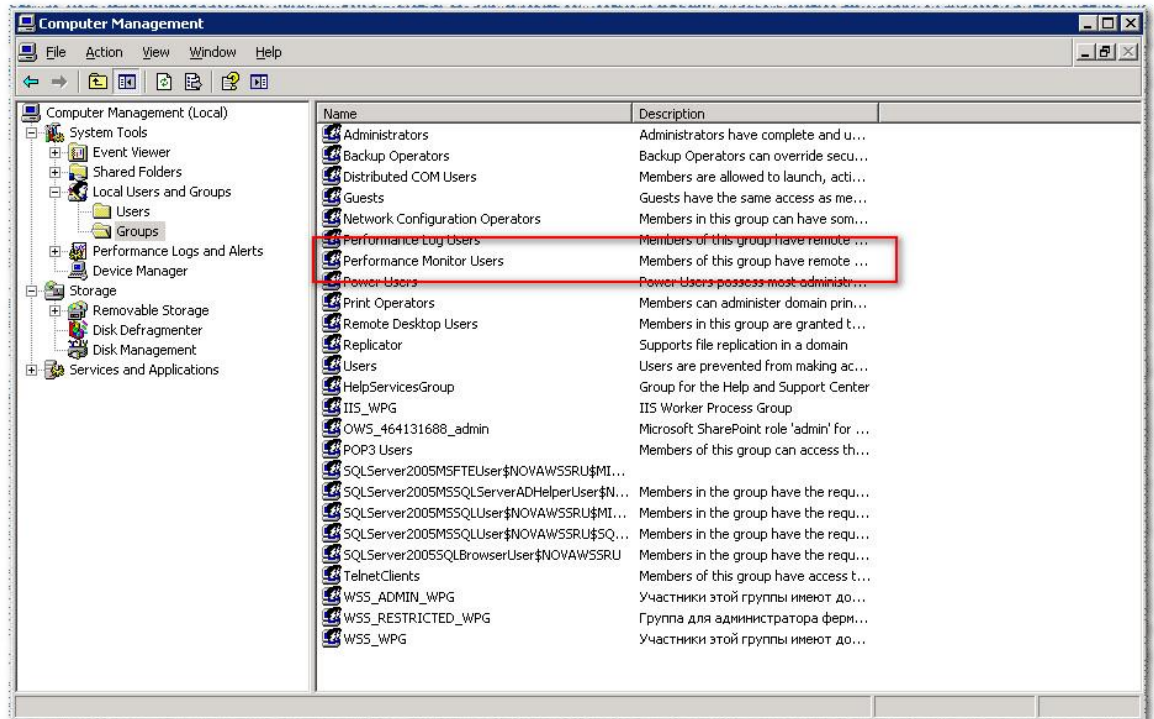 Computer Management
File Action View Window Help
Computer Management (Local)
System Tools
Event Viewer
Shared Folders
Local Users and Groups
Users
Groups
Performance Logs and Alerts
Device Manager
Storage
Removable Storage
Disk Defragmenter
Disk Management
Services and Applications
Name Description
Administrators Administrators have complete and u...
Backup Operators Backup Operators can override secu...
Distributed COM Users Members are allowed to launch, acti...
Guests Guests have the same access as me...
Network Configuration Operators Members in this group can have som...
Performance Log Users Members of this group have remote ...
Performance Monitor Users Members of this group have remote ...
Power Users Power Users possess most administr...
Print Operators Members can administer domain prin...
Remote Desktop Users Members in this group are granted t...
Replicator Supports file replication in a domain
Users Users are prevented from making ac...
HelpServicesGroup Group for the Help and Support Center
IIS_WPG IIS Worker Process Group
OWS_464131688_admin Microsoft SharePoint role 'admin' for ...
POP3 Users Members of this group can access th...
SQLServer2005MSFTEUser$NOVAWSSRU$MI...
SQLServer2005MSSQLServerADHelperUser$N... Members in the group have the requ...
SQLServer2005MSSQLUser$NOVAWSSRU$MI... Members in the group have the requ...
SQLServer2005MSSQLUser$NOVAWSSRU$SQ... Members in the group have the requ...
SQLServer2005SQLBrowserUser$NOVAWSSRU Members in the group have the requ...
TelnetClients Members of this group have access t...
WSS_ADMIN_WPG Участники этой группы имеют до...
WSS_RESTRICTED_WPG Группа для администратора ферм...
WSS_WPG Участники этой группы имеют до...